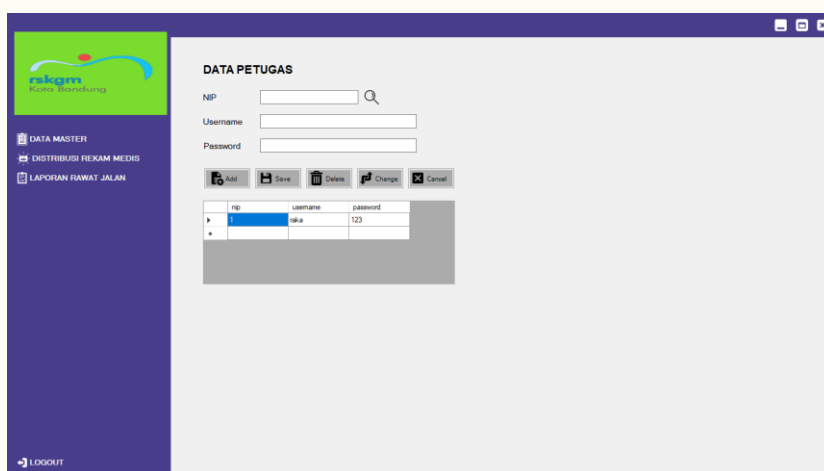 rskgm
Kota Bandung
DATA MASTER
DISTRIBUSI REKAM MEDIS
LAPORAN RAWAT JALAN
LOGOUT
DATA PETUGAS
NIP
Username
Password
Add Save Delete Change Cancel
nip username password
1 raka 123